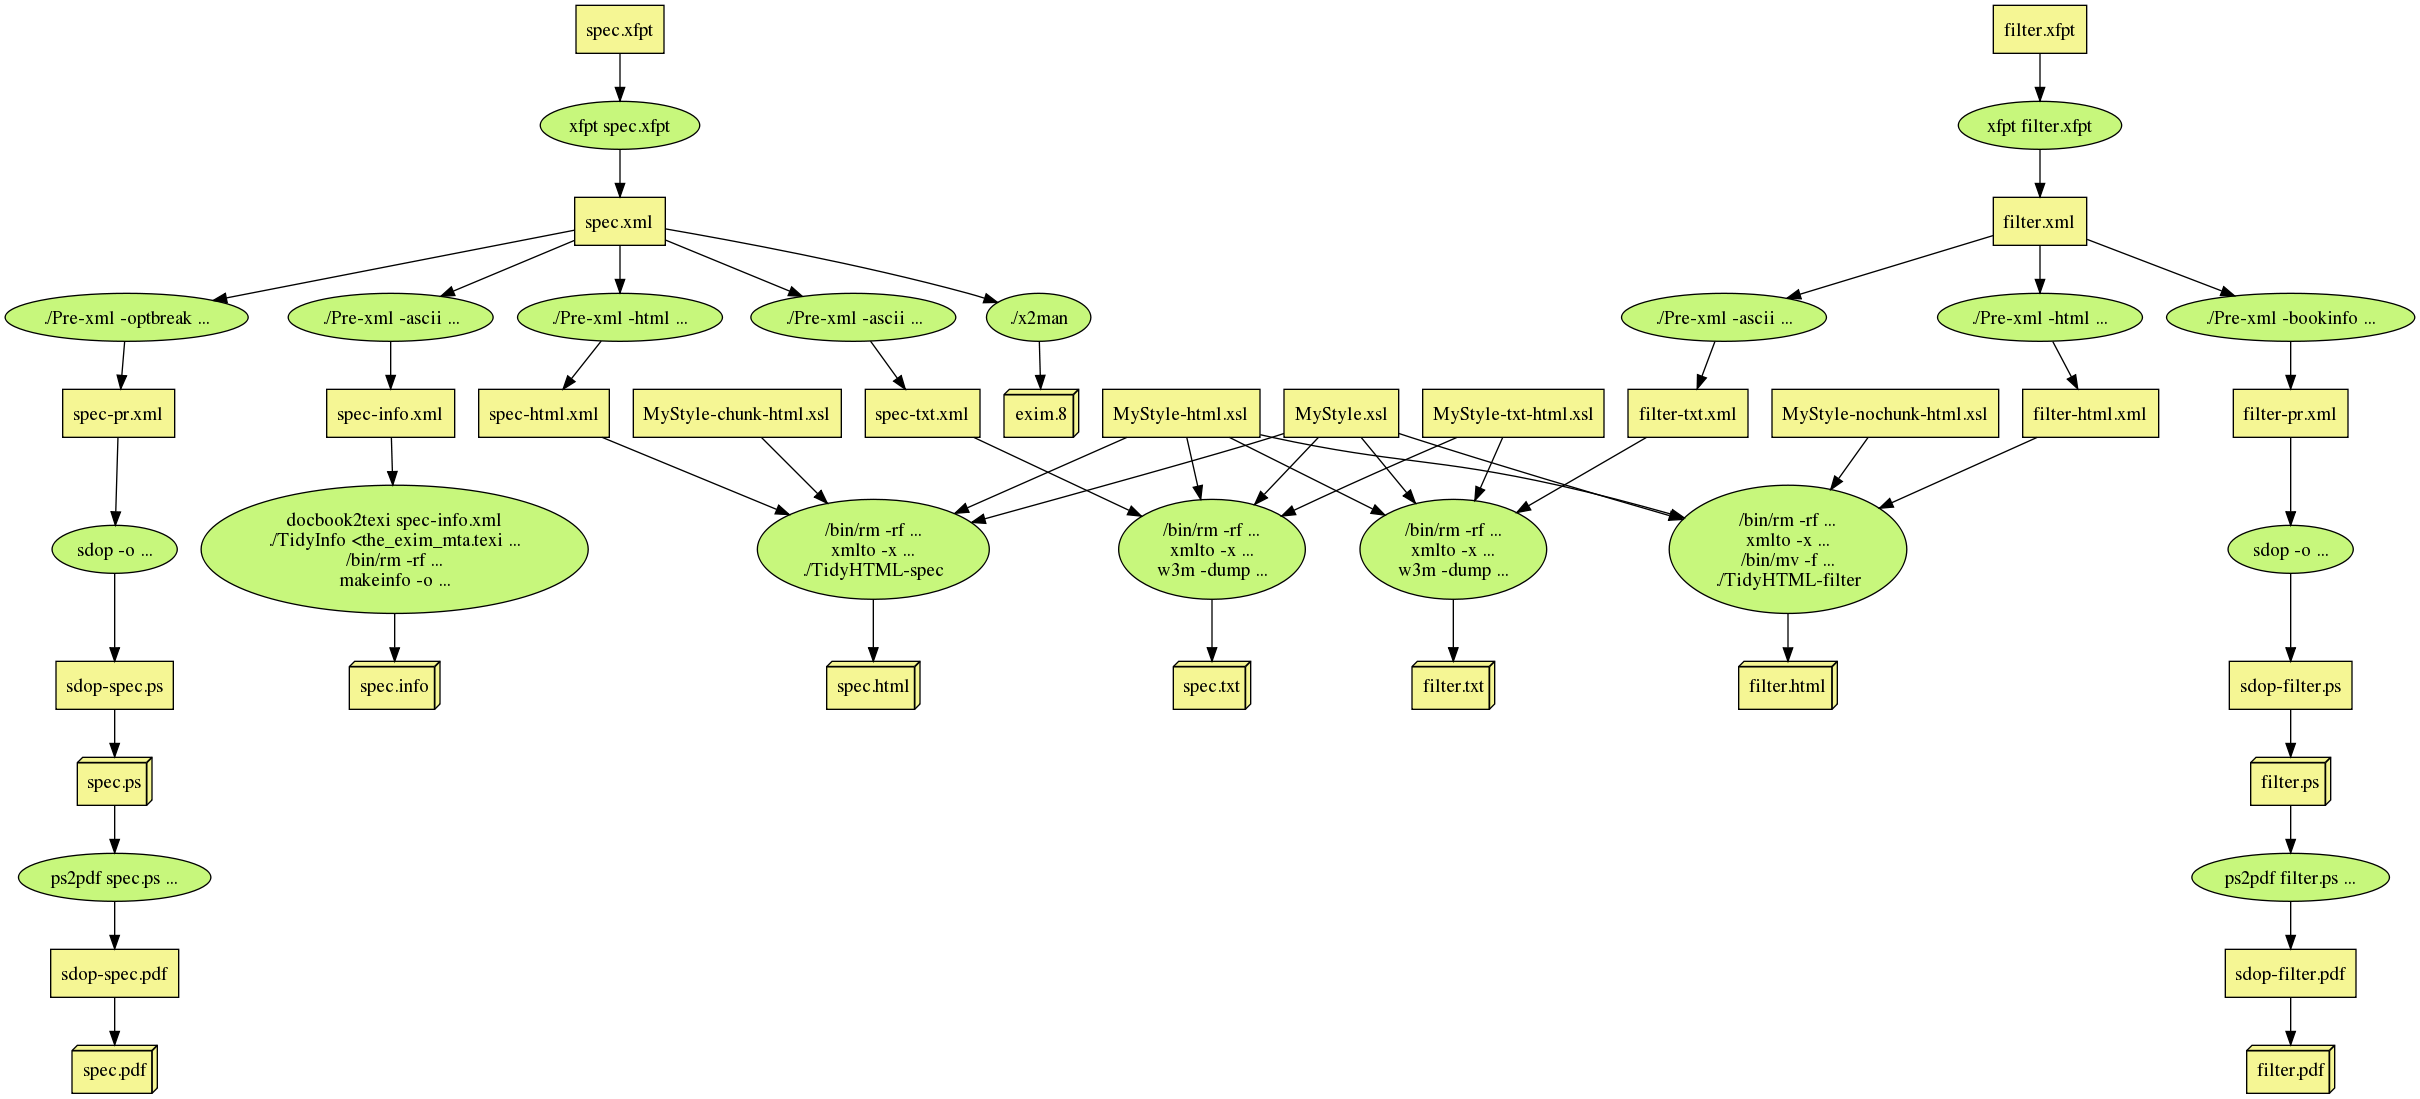 spec.xfpt
filter.xfpt
xfpt spec.xfpt
xfpt filter.xfpt
spec.xml
filter.xml
./Pre-xml -optbreak ...
./Pre-xml -ascii ...
./Pre-xml -html ...
./Pre-xml -ascii ...
./x2man
./Pre-xml -ascii ...
./Pre-xml -html ...
./Pre-xml -bookinfo ...
spec-pr.xml
spec-info.xml
spec-html.xml
MyStyle-chunk-html.xsl
spec-txt.xml
exim.8
MyStyle-html.xsl
MyStyle.xsl
MyStyle-txt-html.xsl
filter-txt.xml
MyStyle-nochunk-html.xsl
filter-html.xml
filter-pr.xml
sdop -o ...
docbook2texi spec-info.xml
./TidyInfo <the_exim_mta.texi ...
/bin/rm -rf ...
makeinfo -o ...
/bin/rm -rf ...
xmlto -x ...
./TidyHTML-spec
/bin/rm -rf ...
xmlto -x ...
w3m -dump ...
/bin/rm -rf ...
xmlto -x ...
w3m -dump ...
/bin/rm -rf ...
xmlto -x ...
/bin/mv -f ...
./TidyHTML-filter
sdop -o ...
sdop-spec.ps
spec.info
spec.html
spec.txt
filter.txt
filter.html
sdop-filter.ps
spec.ps
filter.ps
ps2pdf spec.ps ...
ps2pdf filter.ps ...
sdop-spec.pdf
sdop-filter.pdf
spec.pdf
filter.pdf